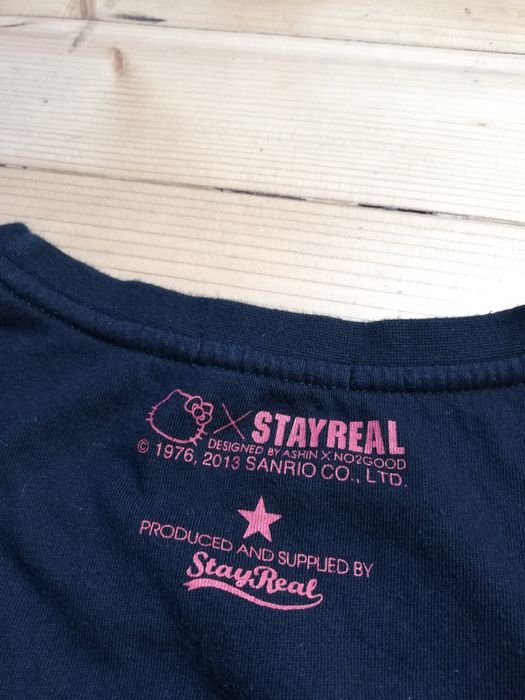 × STAYREAL
DESIGNED BY ASHIN X NO2GOOD
© 1976, 2013 SANRIO CO., LTD.
PRODUCED AND SUPPLIED BY
StayReal